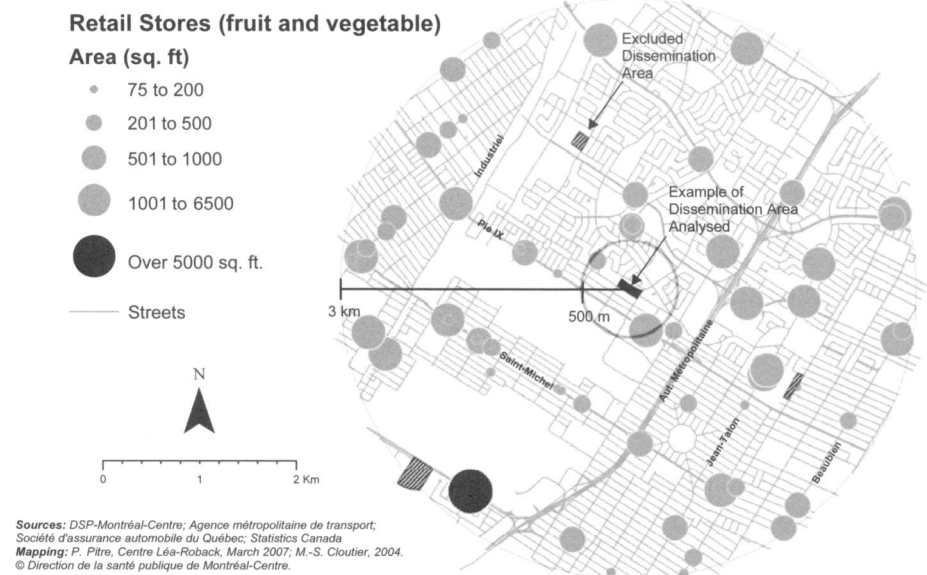 Retail Stores (fruit and vegetable)
Area (sq. ft)
75 to 200
201 to 500
501 to 1000
1001 to 6500
Over 5000 sq. ft.
Streets
N
0 1 2 Km
Sources: DSP-Montréal-Centre; Agence métropolitaine de transport;
Société d'assurance automobile du Québec; Statistics Canada
Mapping: P. Pitre, Centre Léa-Roback, March 2007; M.-S. Cloutier, 2004.
© Direction de la santé publique de Montréal-Centre.
Excluded
Dissemination
Area
Industriel
Example of
Dissemination Area
Analysed
Pie IX
3 km
500 m
Saint-Michel
Aut. Métropolitaine
Jean-Talon
Beaubien